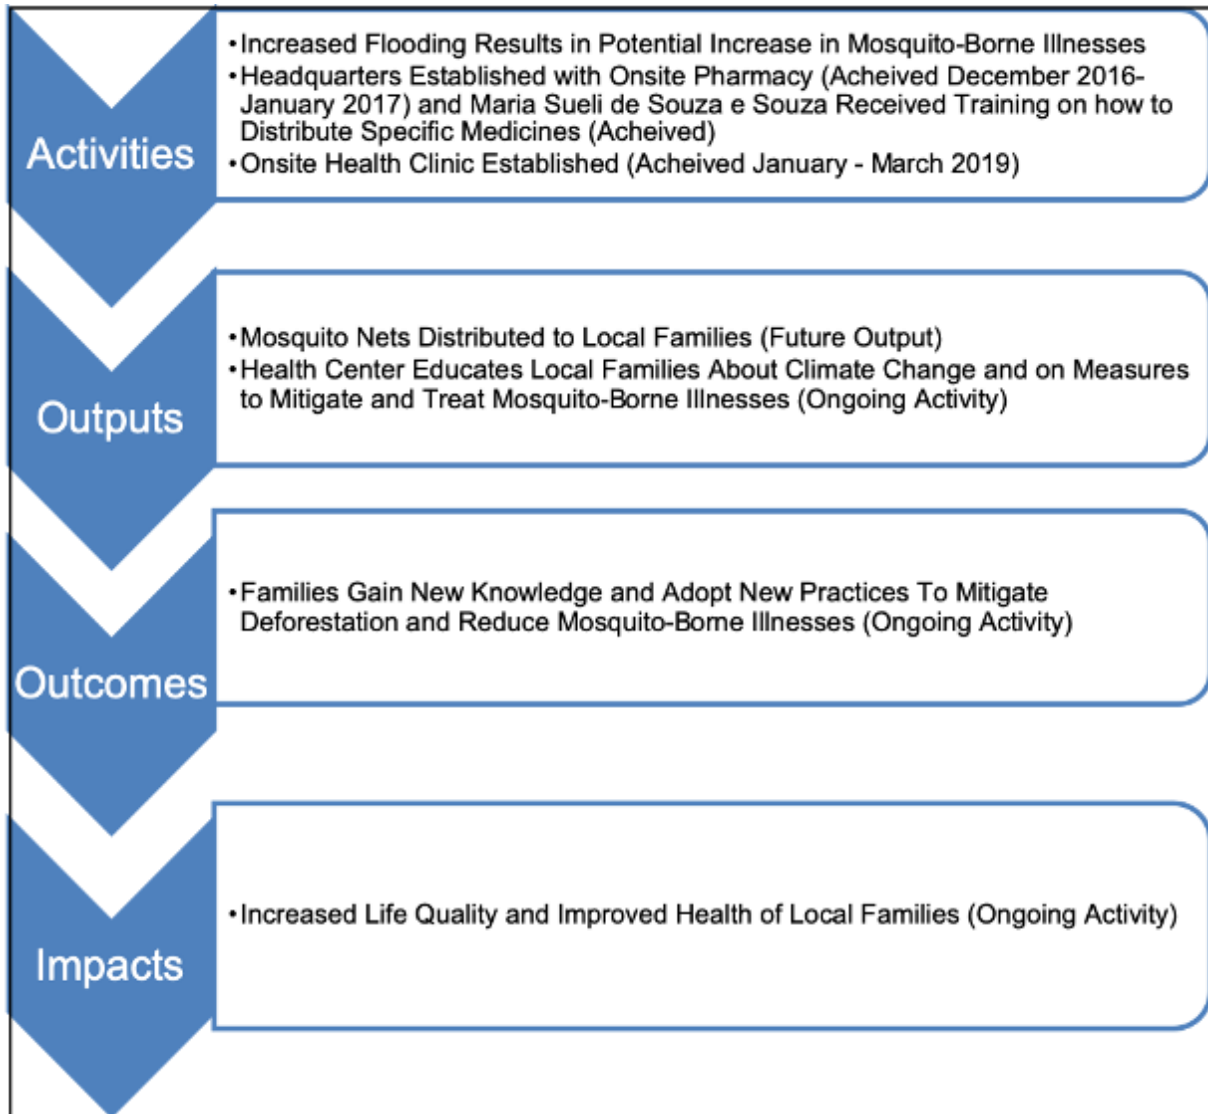 Activities
•Increased Flooding Results in Potential Increase in Mosquito-Borne Illnesses
•Headquarters Established with Onsite Pharmacy (Acheived December 2016-
January 2017) and Maria Sueli de Souza e Souza Received Training on how to
Distribute Specific Medicines (Acheived)
•Onsite Health Clinic Established (Acheived January - March 2019)
Outputs
•Mosquito Nets Distributed to Local Families (Future Output)
•Health Center Educates Local Families About Climate Change and on Measures
to Mitigate and Treat Mosquito-Borne Illnesses (Ongoing Activity)
Outcomes
•Families Gain New Knowledge and Adopt New Practices To Mitigate
Deforestation and Reduce Mosquito-Borne Illnesses (Ongoing Activity)
Impacts
•Increased Life Quality and Improved Health of Local Families (Ongoing Activity)